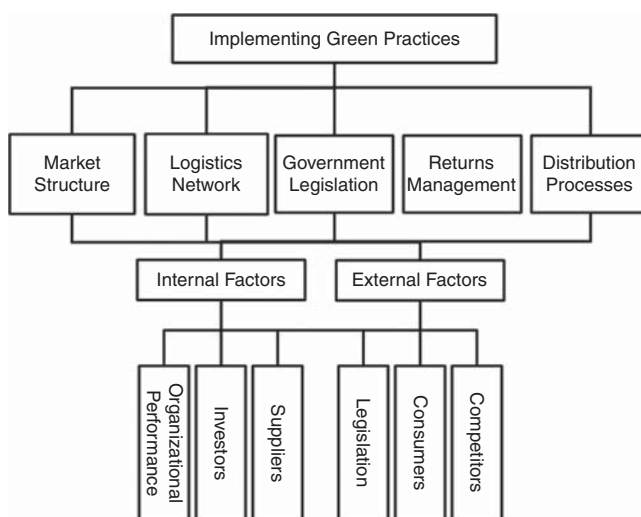 Implementing Green Practices
Market
Structure
Logistics
Network
Government
Legislation
Returns
Management
Distribution
Processes
Internal Factors
External Factors
Organizational
Performance
Investors
Suppliers
Legislation
Consumers
Competitors